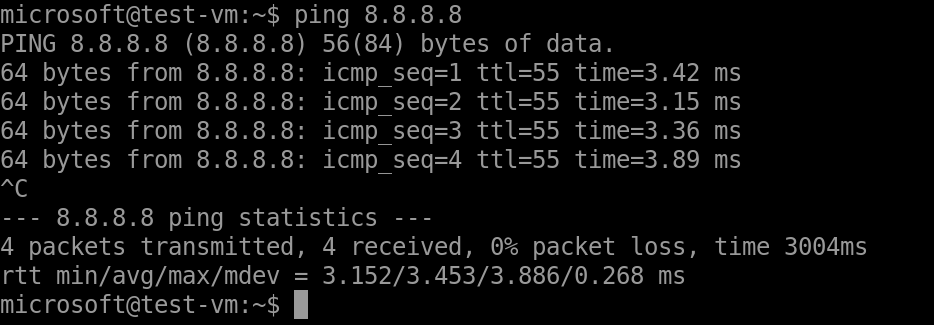 microsoft@test-vm:~$ ping 8.8.8.8
PING 8.8.8.8 (8.8.8.8) 56(84) bytes of data.
64 bytes from 8.8.8.8: icmp_seq=1 ttl=55 time=3.42 ms
64 bytes from 8.8.8.8: icmp_seq=2 ttl=55 time=3.15 ms
64 bytes from 8.8.8.8: icmp_seq=3 ttl=55 time=3.36 ms
64 bytes from 8.8.8.8: icmp_seq=4 ttl=55 time=3.89 ms
^C
--- 8.8.8.8 ping statistics ---
4 packets transmitted, 4 received, 0% packet loss, time 3004ms
rtt min/avg/max/mdev = 3.152/3.453/3.886/0.268 ms
microsoft@test-vm:~$